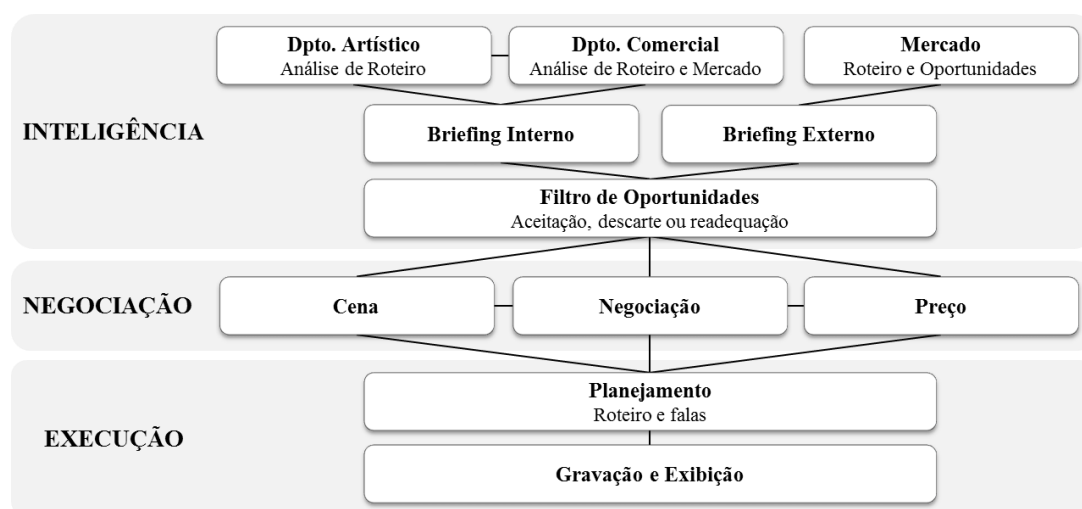 Dpto. Artístico
Análise de Roteiro
Dpto. Comercial
Análise de Roteiro e Mercado
Mercado
Roteiro e Oportunidades
INTELIGÊNCIA
Briefing Interno
Briefing Externo
Filtro de Oportunidades
Aceitação, descarte ou readequação
NEGOCIAÇÃO
Cena
Negociação
Preço
EXECUÇÃO
Planejamento
Roteiro e falas
Gravação e Exibição